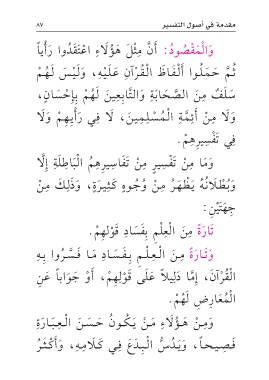 مقدمة في أصول التفسير ٨٧
وَالْمَقْصُودُ: أَنَّ مِثْلَ هَؤُلَاءِ اعْتَقَدُوا رَأْياً
ثُمَّ حَمَلُوا أَلْفَاظَ الْقُرْآنِ عَلَيْهِ، وَلَيْسَ لَهُمْ
سَلَفٌ مِنَ الصَّحَابَةِ وَالتَّابِعِينَ لَهُمْ بِإِحْسَانٍ،
وَلَا مِنْ أَئِمَّةِ الْمُسْلِمِينَ، لَا فِي رَأْيِهِمْ وَلَا
فِي تَفْسِيرِهِمْ.
وَمَا مِنْ تَفْسِيرٍ مِنْ تَفَاسِيرِهِمُ الْبَاطِلَةِ إِلَّا
وَبُطْلَانُهُ يَظْهَرُ مِنْ وُجُوهٍ كَثِيرَةٍ، وَذَلِكَ مِنْ
جِهَتَيْنِ:
تَارَةً مِنَ الْعِلْمِ بِفَسَادِ قَوْلِهِمْ.
وَتَارَةً مِنَ الْعِلْمِ بِفَسَادِ مَا فَسَّرُوا بِهِ
الْقُرْآنَ، إِمَّا دَلِيلاً عَلَى قَوْلِهِمْ، أَوْ جَوَاباً عَنِ
الْمُعَارِضِ لَهُمْ.
وَمِنْ هَؤُلَاءِ مَنْ يَكُونُ حَسَنَ الْعِبَارَةِ
فَصِيحاً، وَيَدُسُّ الْبِدَعَ فِي كَلَامِهِ، وَأَكْثَرُ